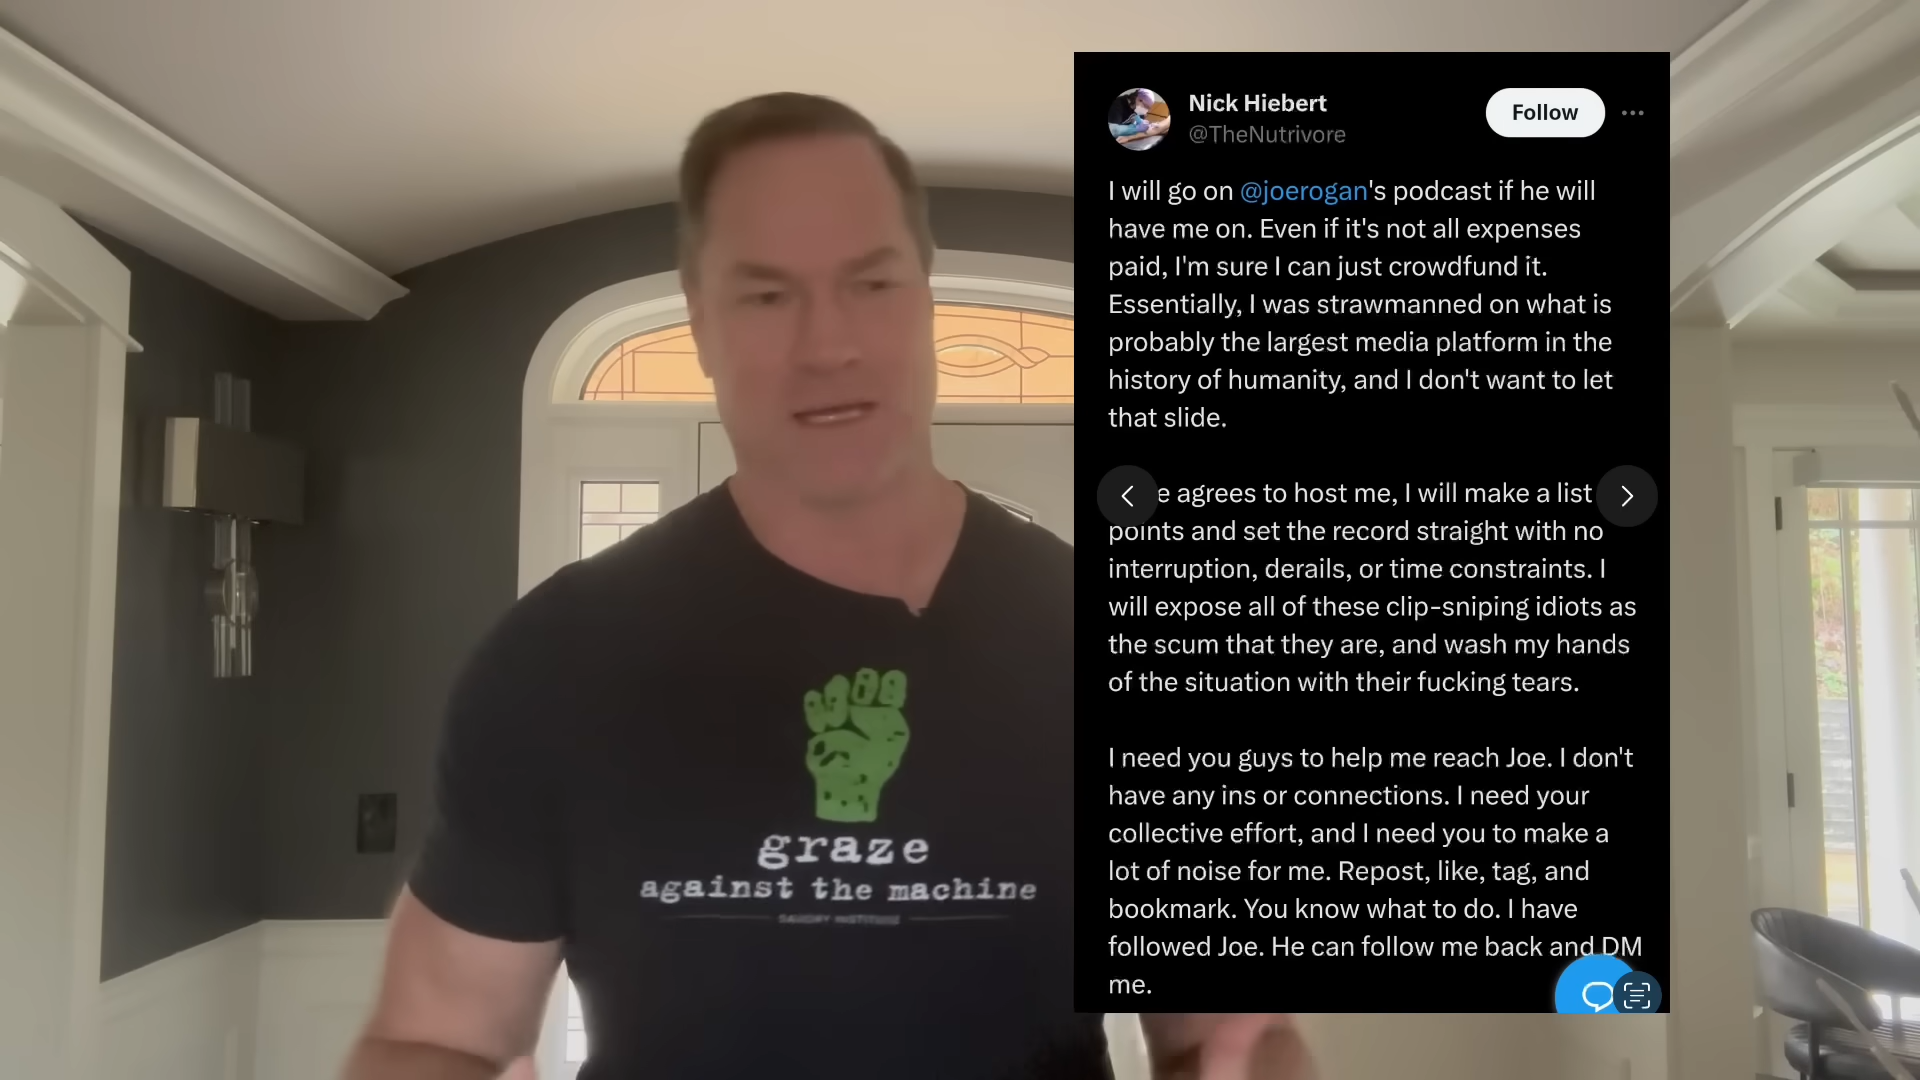 Nick Hiebert
@TheNutrivore
Follow
I will go on @joerogan's podcast if he will
have me on. Even if it's not all expenses
paid, I'm sure I can just crowdfund it.
Essentially, I was strawmanned on what is
probably the largest media platform in the
history of humanity, and I don't want to let
that slide.
e agrees to host me, I will make a list
points and set the record straight with no
interruption, derails, or time constraints. I
will expose all of these clip-sniping idiots as
the scum that they are, and wash my hands
of the situation with their fucking tears.
I need you guys to help me reach Joe. I don't
have any ins or connections. I need your
collective effort, and I need you to make a
lot of noise for me. Repost, like, tag, and
bookmark. You know what to do. I have
followed Joe. He can follow me back and DM
me.
graze
against the machine
SAVORY INSTITUTE